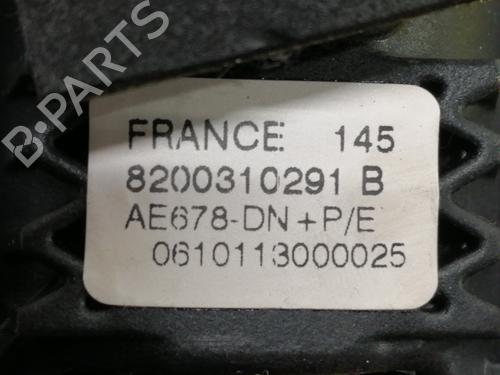 B-PARTS
FRANCE 145
8200310291 B
AE678-DN+P/E
0610113000025